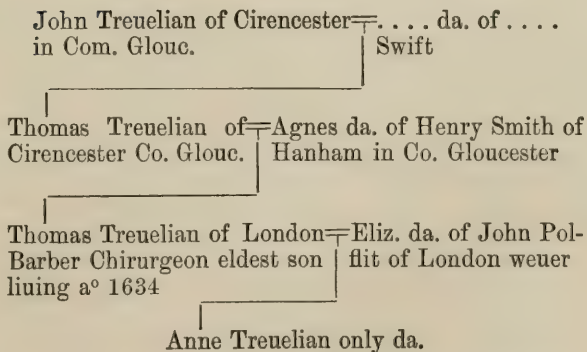 John Treuelian of Cirencester=. . . . da. of . . . .
in Com. Glouc. Swift
Thomas Treuelian of=Agnes da. of Henry Smith of
Cirencester Co. Glouc. Hanham in Co. Gloucester
Thomas Treuelian of London=Eliz. da. of John Pol-
Barber Chirurgeon eldest son flit of London weuer
liuing aº 1634
Anne Treuelian only da.